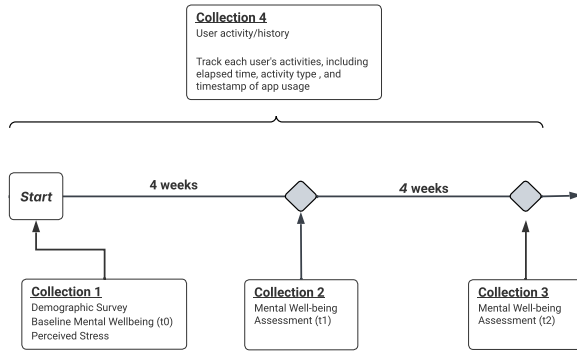 Collection 4
User activity/history
Track each user's activities, including
elapsed time, activity type , and
timestamp of app usage
Start
4 weeks
4 weeks
Collection 1
Demographic Survey
Baseline Mental Wellbeing (t0)
Perceived Stress
Collection 2
Mental Well-being
Assessment (t1)
Collection 3
Mental Well-being
Assessment (t2)